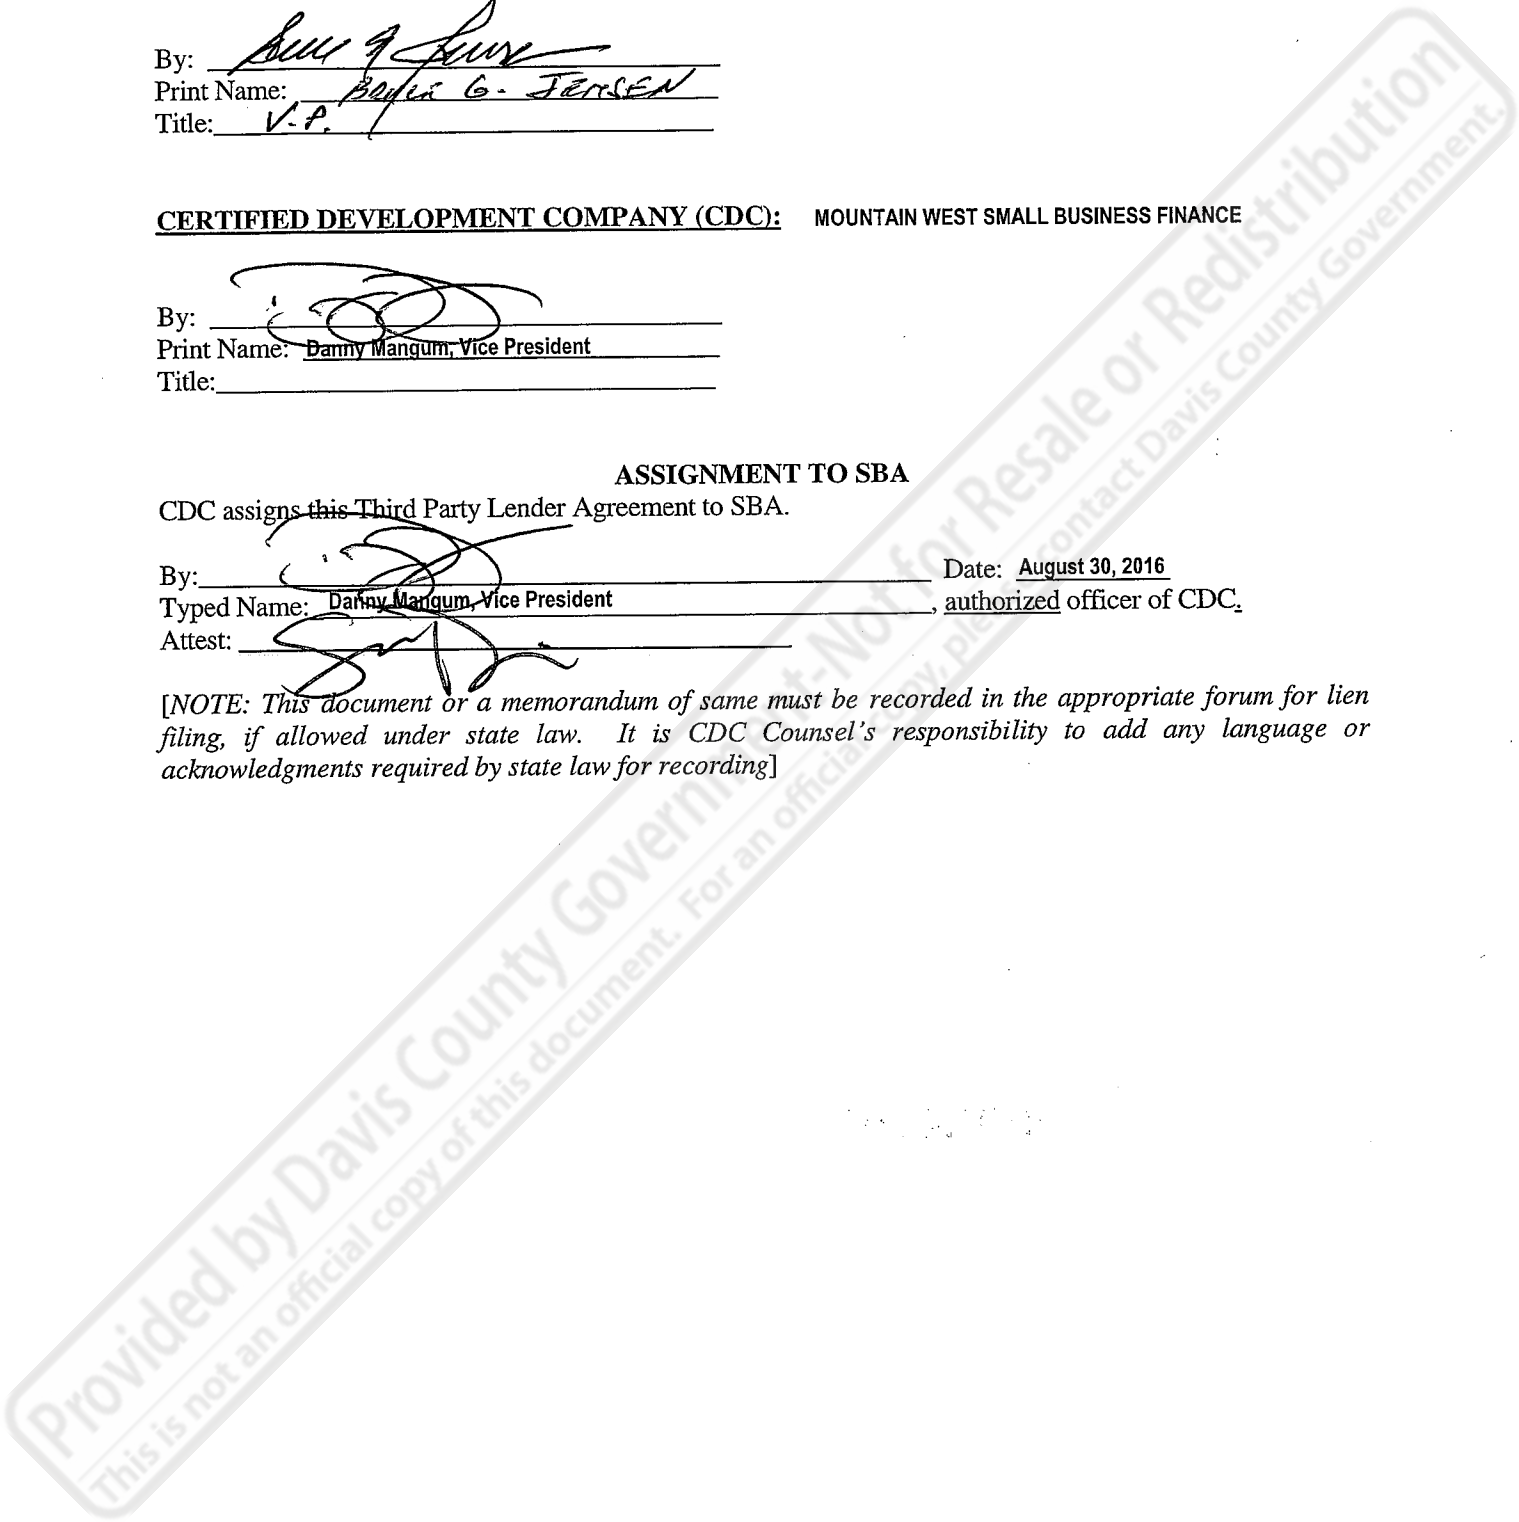 By:
Print Name: G. JENSEN
Title: V.P.
CERTIFIED DEVELOPMENT COMPANY (CDC): MOUNTAIN WEST SMALL BUSINESS FINANCE
By:
Print Name: Danny Mangum, Vice President
Title:
ASSIGNMENT TO SBA
CDC assigns this Third Party Lender Agreement to SBA.
By: Date: August 30, 2016
Typed Name: Danny Mangum, Vice President, authorized officer of CDC.
Attest:
[NOTE: This document or a memorandum of same must be recorded in the appropriate forum for lien
filing, if allowed under state law. It is CDC Counsel's responsibility to add any language or
acknowledgments required by state law for recording]
Provided by Davis County Government-Not for Resale or Redistribution
This is not an official copy of this document. For an official copy, please contact Davis County Government.